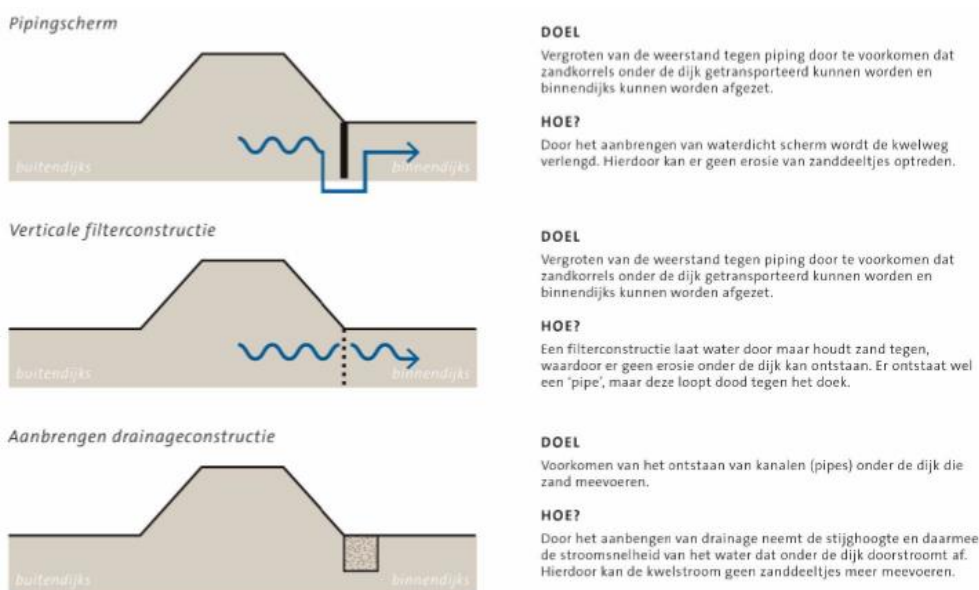 Pipingscherm
buitendijks
binnendijks
DOEL
Vergroten van de weerstand tegen piping door te voorkomen dat
zandkorrels onder de dijk getransporteerd kunnen worden en
binnendijks kunnen worden afgezet.
HOE?
Door het aanbrengen van waterdicht scherm wordt de kwelweg
verlengd. Hierdoor kan er geen erosie van zanddeeltjes optreden.
Verticale filterconstructie
buitendijks
binnendijks
DOEL
Vergroten van de weerstand tegen piping door te voorkomen dat
zandkorrels onder de dijk getransporteerd kunnen worden en
binnendijks kunnen worden afgezet.
HOE?
Een filterconstructie laat water door maar houdt zand tegen,
waardoor er geen erosie onder de dijk kan ontstaan. Er ontstaat wel
een 'pipe', maar deze loopt dood tegen het doek.
Aanbrengen drainageconstructie
buitendijks
binnendijks
DOEL
Voorkomen van het ontstaan van kanalen (pipes) onder de dijk die
zand meevoeren.
HOE?
Door het aanbengen van drainage neemt de stijghoogte en daarmee
de stroomsnelheid van het water dat onder de dijk doorstroomt af.
Hierdoor kan de kwelstroom geen zanddeeltjes meer meevoeren.